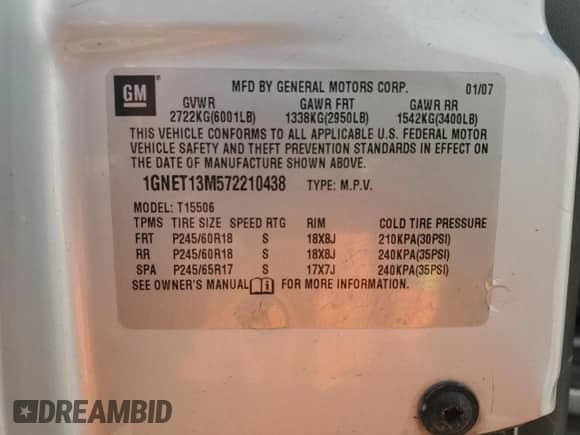 GM
MFD BY GENERAL MOTORS CORP. 01/07
GVWR GAWR FRT GAWR RR
2722KG(6001LB) 1338KG(2950LB) 1542KG(3400LB)
THIS VEHICLE CONFORMS TO ALL APPLICABLE U.S. FEDERAL MOTOR
VEHICLE SAFETY AND THEFT PREVENTION STANDARDS IN EFFECT ON
THE DATE OF MANUFACTURE SHOWN ABOVE.
1GNET13M572210438 TYPE: M.P.V.
MODEL: T15506
TPMS TIRE SIZE SPEED RTG RIM COLD TIRE PRESSURE
FRT P245/60R18 S 18X8J 210KPA(30PSI)
RR P245/60R18 S 18X8J 240KPA(35PSI)
SPA P245/65R17 S 17X7J 240KPA(35PSI)
SEE OWNER'S MANUAL FOR MORE INFORMATION.
DREAMBID